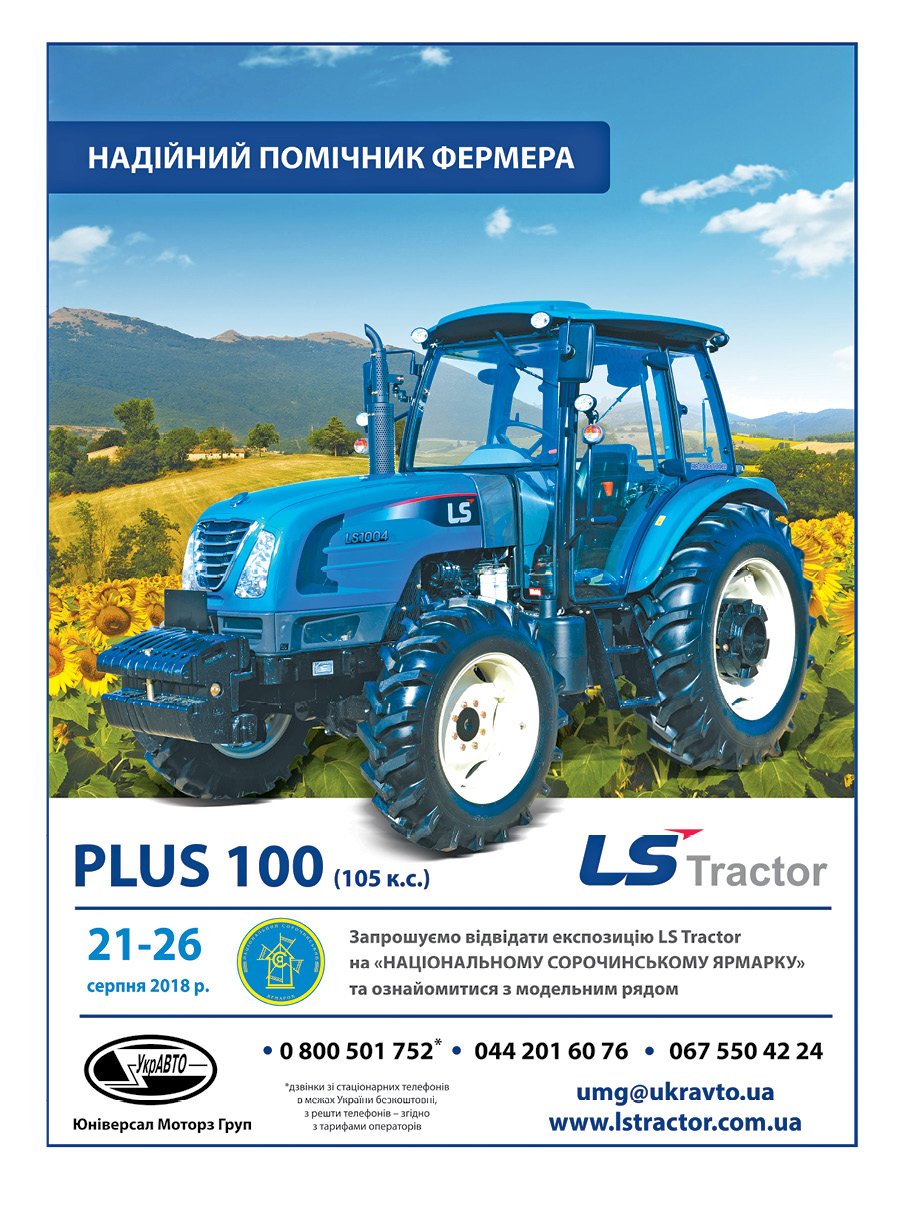 НАДІЙНИЙ ПОМІЧНИК ФЕРМЕРА
LS
LS1004
PLUS 100 (105 к.с.)
LS Tractor
21-26
серпня 2018 р.
НАЦІОНАЛЬНИЙ СОРОЧИНСЬКИЙ
ЯРМАРОК
Запрошуємо відвідати експозицію LS Tractor
на «НАЦІОНАЛЬНОМУ СОРОЧИНСЬКОМУ ЯРМАРКУ»
та ознайомитися з модельним рядом
УкрАВТО
Юніверсал Моторз Груп
• 0 800 501 752* • 044 201 60 76 • 067 550 42 24
*дзвінки зі стаціонарних телефонів
в межах України безкоштовні,
з решти телефонів – згідно
з тарифами операторів
umg@ukravto.ua
www.lstractor.com.ua